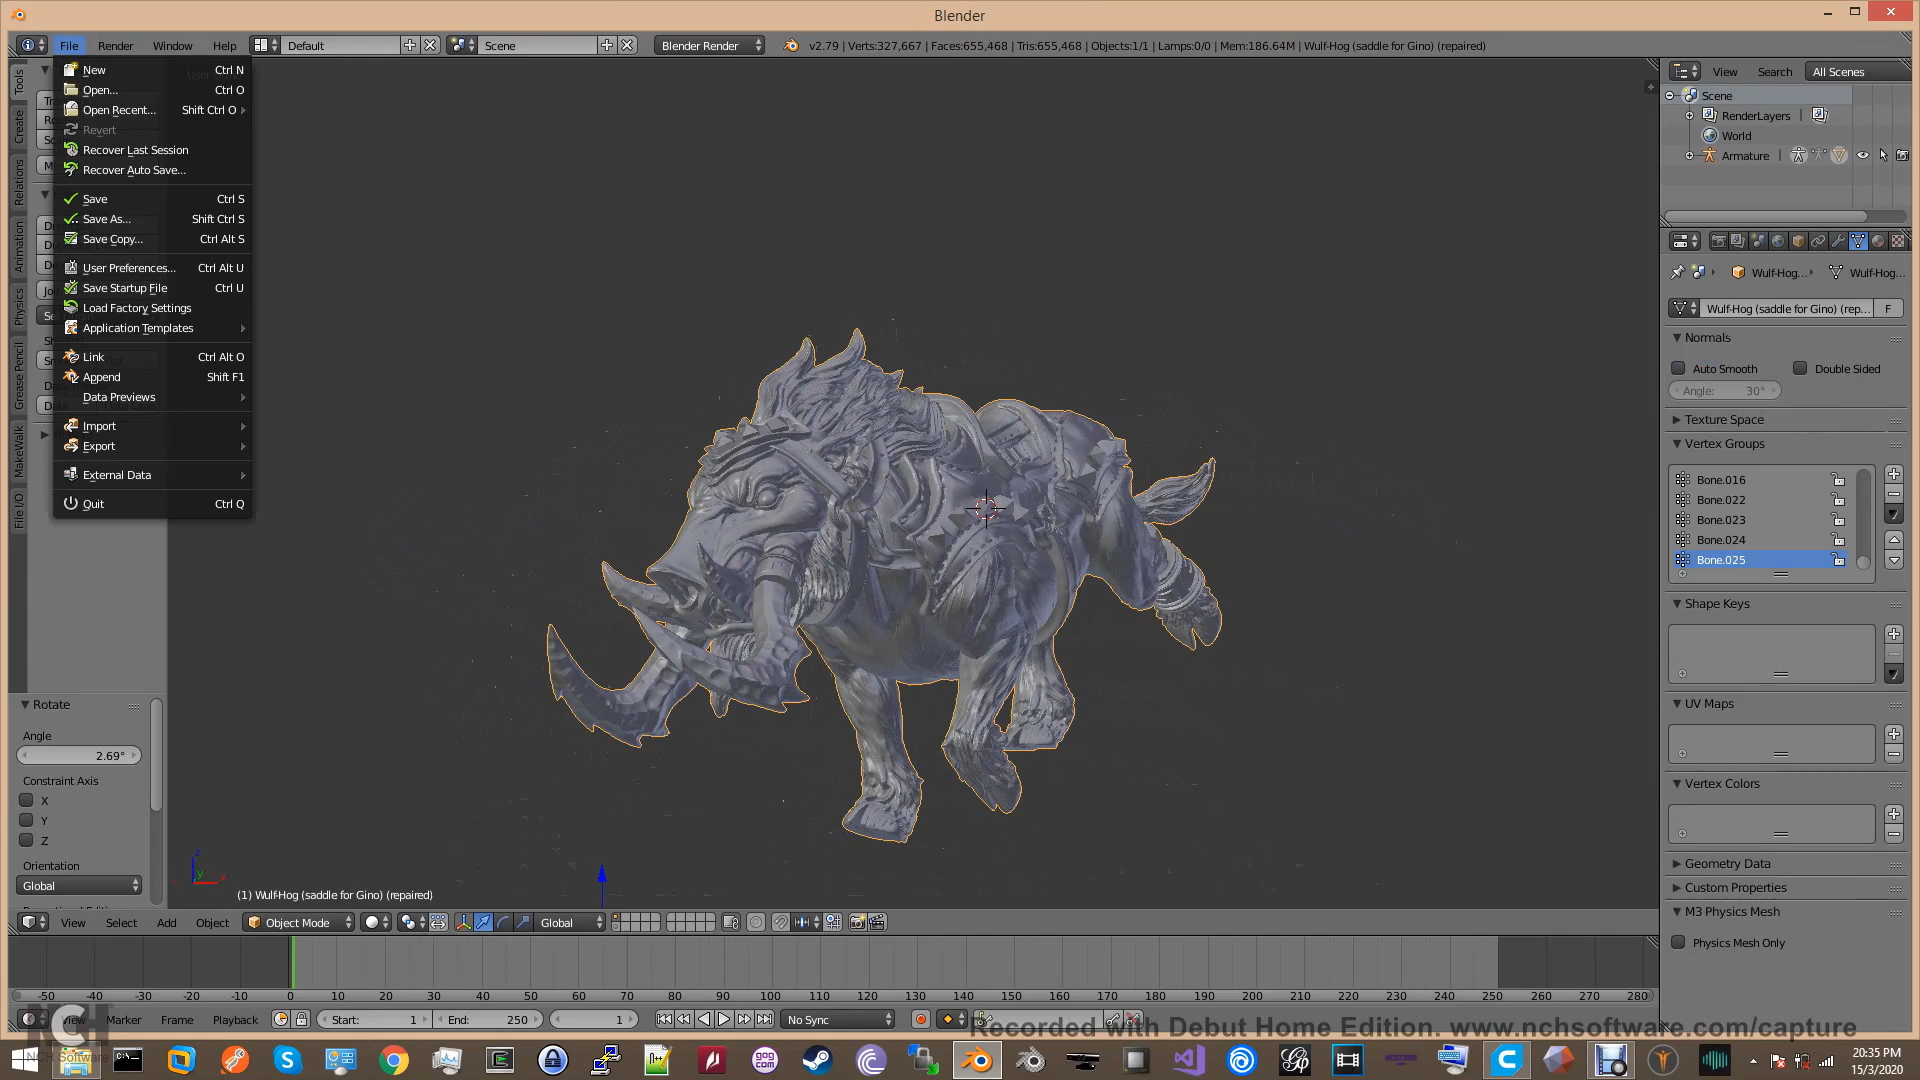 Blender
File Render Window Help Default Scene Blender Render v2.79 | Verts:327,667 | Faces:655,468 | Tris:655,468 | Objects:1/1 | Lamps:0/0 | Mem:186.64M | Wulf-Hog (saddle for Gino) (repaired)
New Ctrl N
Open... Ctrl O
Open Recent... Shift Ctrl O
Revert
Recover Last Session
Recover Auto Save...
Save Ctrl S
Save As... Shift Ctrl S
Save Copy... Ctrl Alt S
User Preferences... Ctrl Alt U
Save Startup File Ctrl U
Load Factory Settings
Application Templates
Link Ctrl Alt O
Append Shift F1
Data Previews
Import
Export
External Data
Quit Ctrl Q
Tools
Create
Relations
Animation
Physics
Grease Pencil
MakeWalk
File I/O
Rotate
Angle
2.69°
Constraint Axis
X
Y
Z
Orientation
Global
z
y
x
(1) Wulf-Hog (saddle for Gino) (repaired)
View Select Add Object Object Mode Global
View Search All Scenes
Scene
RenderLayers |
World
Armature |
Wulf-Hog... Wulf-Hog...
Wulf-Hog (saddle for Gino) (rep... F
Normals
Auto Smooth Double Sided
Angle: 30°
Texture Space
Vertex Groups
Bone.016
Bone.022
Bone.023
Bone.024
Bone.025
Shape Keys
UV Maps
Vertex Colors
Geometry Data
Custom Properties
M3 Physics Mesh
Physics Mesh Only
-50 -40 -30 -20 -10 0 10 20 30 40 50 60 70 80 90 100 110 120 130 140 150 160 170 180 190 200 210 220 230 240 250 260 270 280
View Marker Frame Playback Start: 1 End: 250 1 No Sync
NCH
NCH Software
Recorded with Debut Home Edition. www.nchsoftware.com/capture
gog
com
20:35 PM
15/3/2020